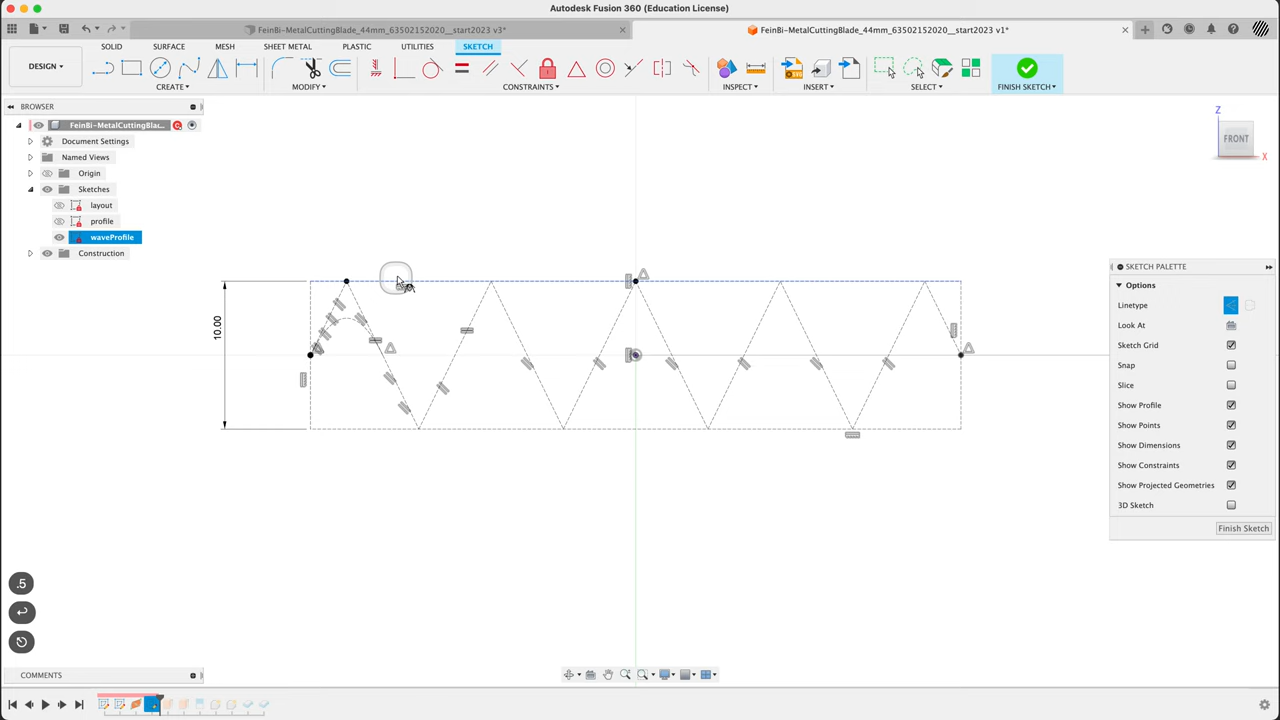 Autodesk Fusion 360 (Education License)
FeinBi-MetalCuttingBlade_44mm_63502152020__start2023 v3*
FeinBi-MetalCuttingBlade_44mm_63502152020__start2023 v1*
SOLID SURFACE MESH SHEET METAL PLASTIC UTILITIES SKETCH
DESIGN
CREATE MODIFY CONSTRAINTS INSPECT INSERT SELECT FINISH SKETCH
BROWSER
FeinBi-MetalCuttingBla...
Document Settings
Named Views
Origin
Sketches
layout
profile
waveProfile
Construction
Z
FRONT
X
10.00
SKETCH PALETTE
Options
Linetype
Look At
Sketch Grid
Snap
Slice
Show Profile
Show Points
Show Dimensions
Show Constraints
Show Projected Geometries
3D Sketch
Finish Sketch
.5
COMMENTS